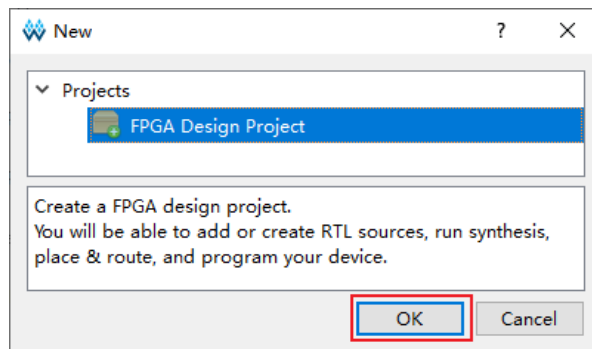 New
?
Projects
FPGA Design Project
Create a FPGA design project.
You will be able to add or create RTL sources, run synthesis,
place & route, and program your device.
OK
Cancel